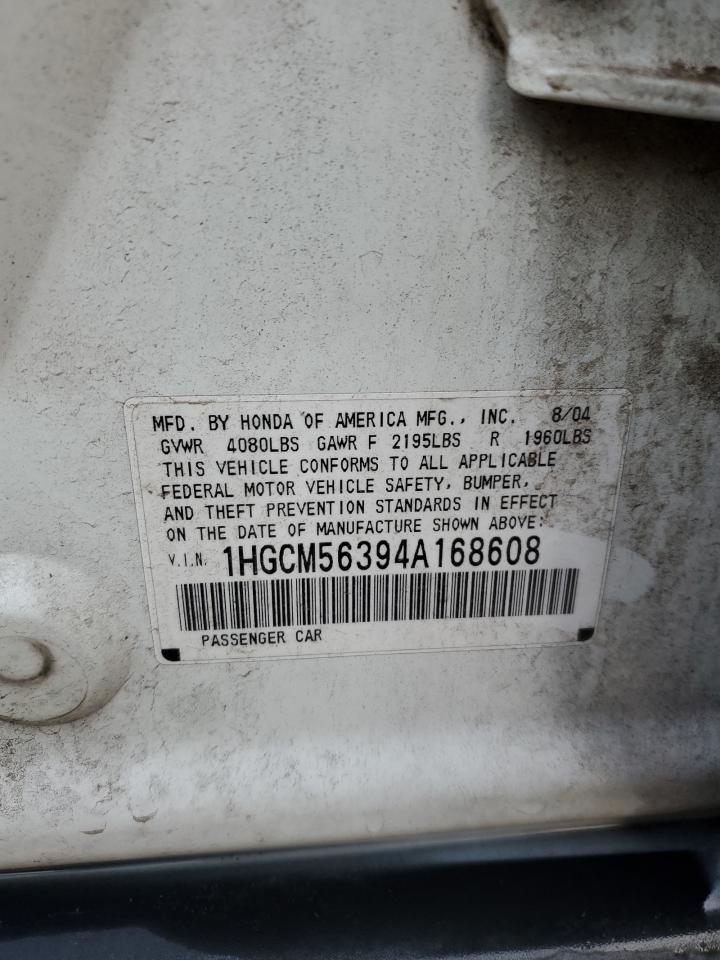 MFD. BY HONDA OF AMERICA MFG., INC. 8/04
GVWR 4080LBS GAWR F 2195LBS R 1960LBS
THIS VEHICLE CONFORMS TO ALL APPLICABLE
FEDERAL MOTOR VEHICLE SAFETY, BUMPER,
AND THEFT PREVENTION STANDARDS IN EFFECT
ON THE DATE OF MANUFACTURE SHOWN ABOVE:
V.I.N. 1HGCM56394A168608
PASSENGER CAR